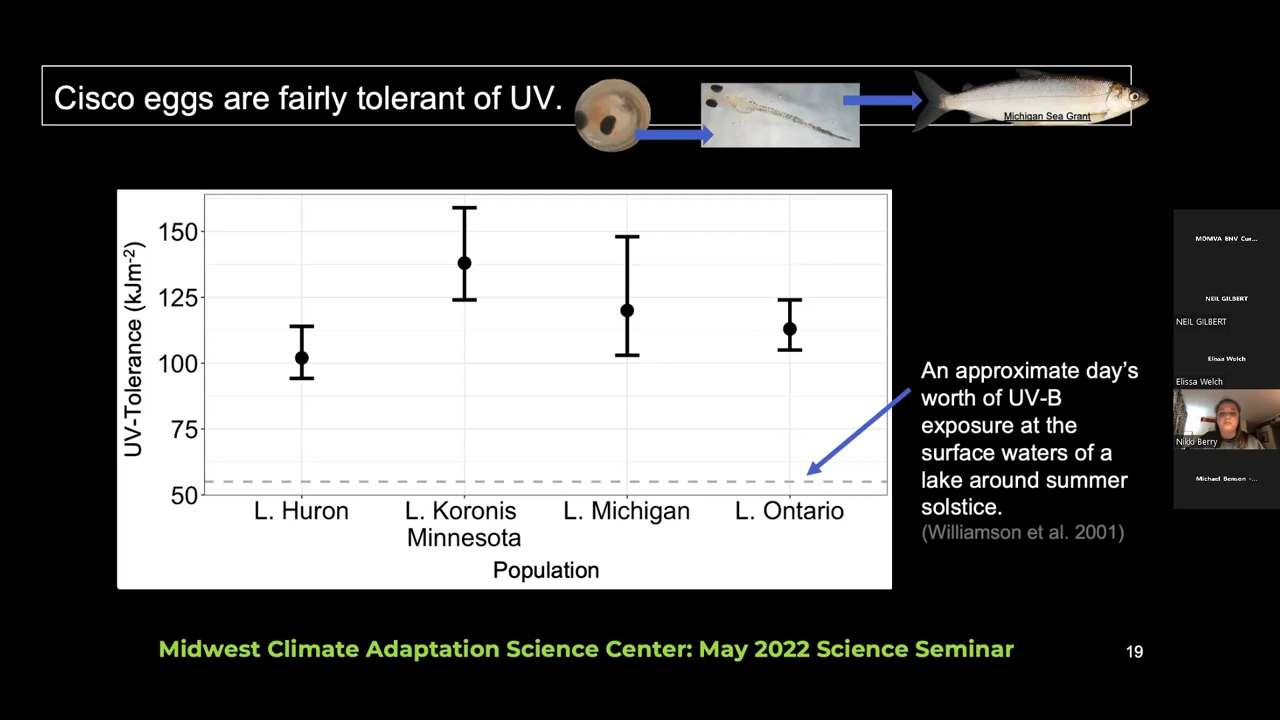 Cisco eggs are fairly tolerant of UV.
Michigan Sea Grant
UV-Tolerance (kJm⁻²)
150
125
100
75
50
L. Huron
L. Koronis
Minnesota
L. Michigan
L. Ontario
Population
An approximate day's
worth of UV-B
exposure at the
surface waters of a
lake around summer
solstice.
(Williamson et al. 2001)
MDMVA ENV Cur...
NEIL GILBERT
NEIL GILBERT
Elissa Welch
Elissa Welch
Nikki Berry
Michael Benson -...
Midwest Climate Adaptation Science Center: May 2022 Science Seminar
19